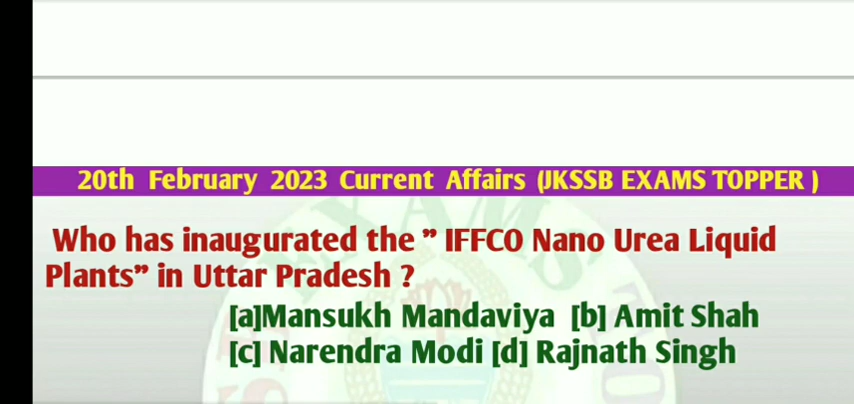 20th February 2023 Current Affairs (JKSSB EXAMS TOPPER )
Who has inaugurated the ” IFFCO Nano Urea Liquid
Plants” in Uttar Pradesh ?
[a]Mansukh Mandaviya [b] Amit Shah
[c] Narendra Modi [d] Rajnath Singh